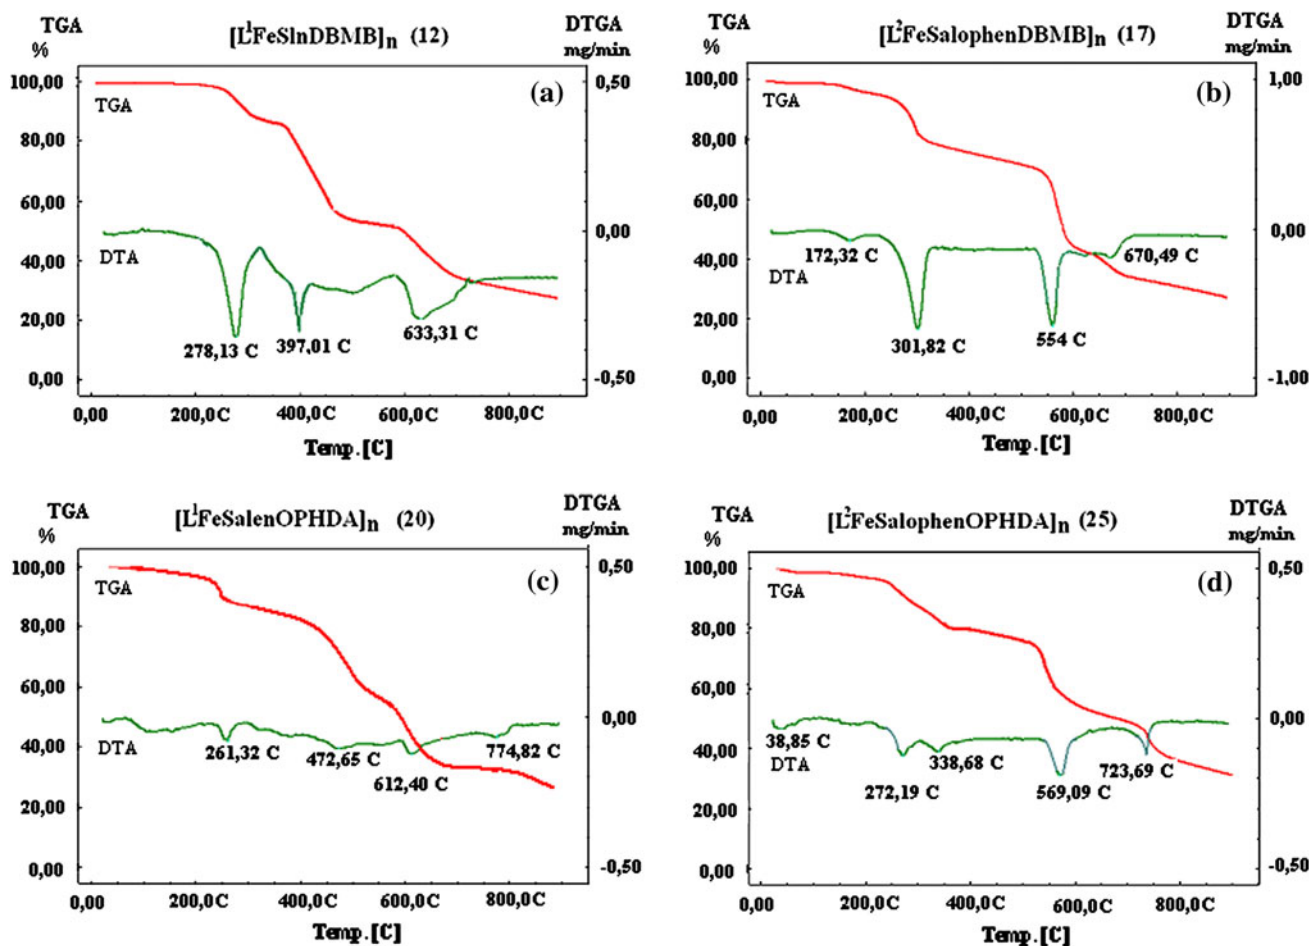 TGA
%
[L¹FeSlnDBMB]n (12)
DTGA
mg/min
100,00
80,00
60,00
40,00
20,00
0,00
TGA
(a)
DTA
278,13 C
397,01 C
633,31 C
0,50
0,00
-0,50
0,00
200,0C
400,0C
600,0C
800,0C
Temp.[C]
TGA
%
[L²FeSalophenDBMB]n (17)
DTGA
mg/min
100,00
80,00
60,00
40,00
20,00
0,00
TGA
(b)
DTA
172,32 C
301,82 C
554 C
670,49 C
1,00
0,00
-1,00
0,00
200,0C
400,0C
600,0C
800,0C
Temp.[C]
TGA
%
[L¹FeSalenOPHDA]n (20)
DTGA
mg/min
100,00
80,00
60,00
40,00
20,00
0,00
TGA
(c)
DTA
261,32 C
472,65 C
612,40 C
774,82 C
0,50
0,00
-0,50
0,00
200,0C
400,0C
600,0C
800,0C
Temp.[C]
TGA
%
[L²FeSalophenOPHDA]n (25)
DTGA
mg/min
100,00
80,00
60,00
40,00
20,00
0,00
TGA
(d)
38,85 C
DTA
272,19 C
338,68 C
569,09 C
723,69 C
0,50
0,00
-0,50
0,00
200,0C
400,0C
600,0C
800,0C
Temp.[C]